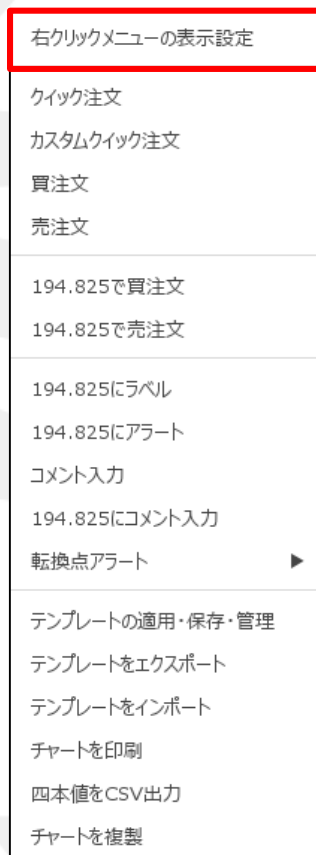 右クリックメニューの表示設定
クイック注文
カスタムクイック注文
買注文
売注文
194.825で買注文
194.825で売注文
194.825にラベル
194.825にアラート
コメント入力
194.825にコメント入力
転換点アラート ▶
テンプレートの適用・保存・管理
テンプレートをエクスポート
テンプレートをインポート
チャートを印刷
四本値をCSV出力
チャートを複製